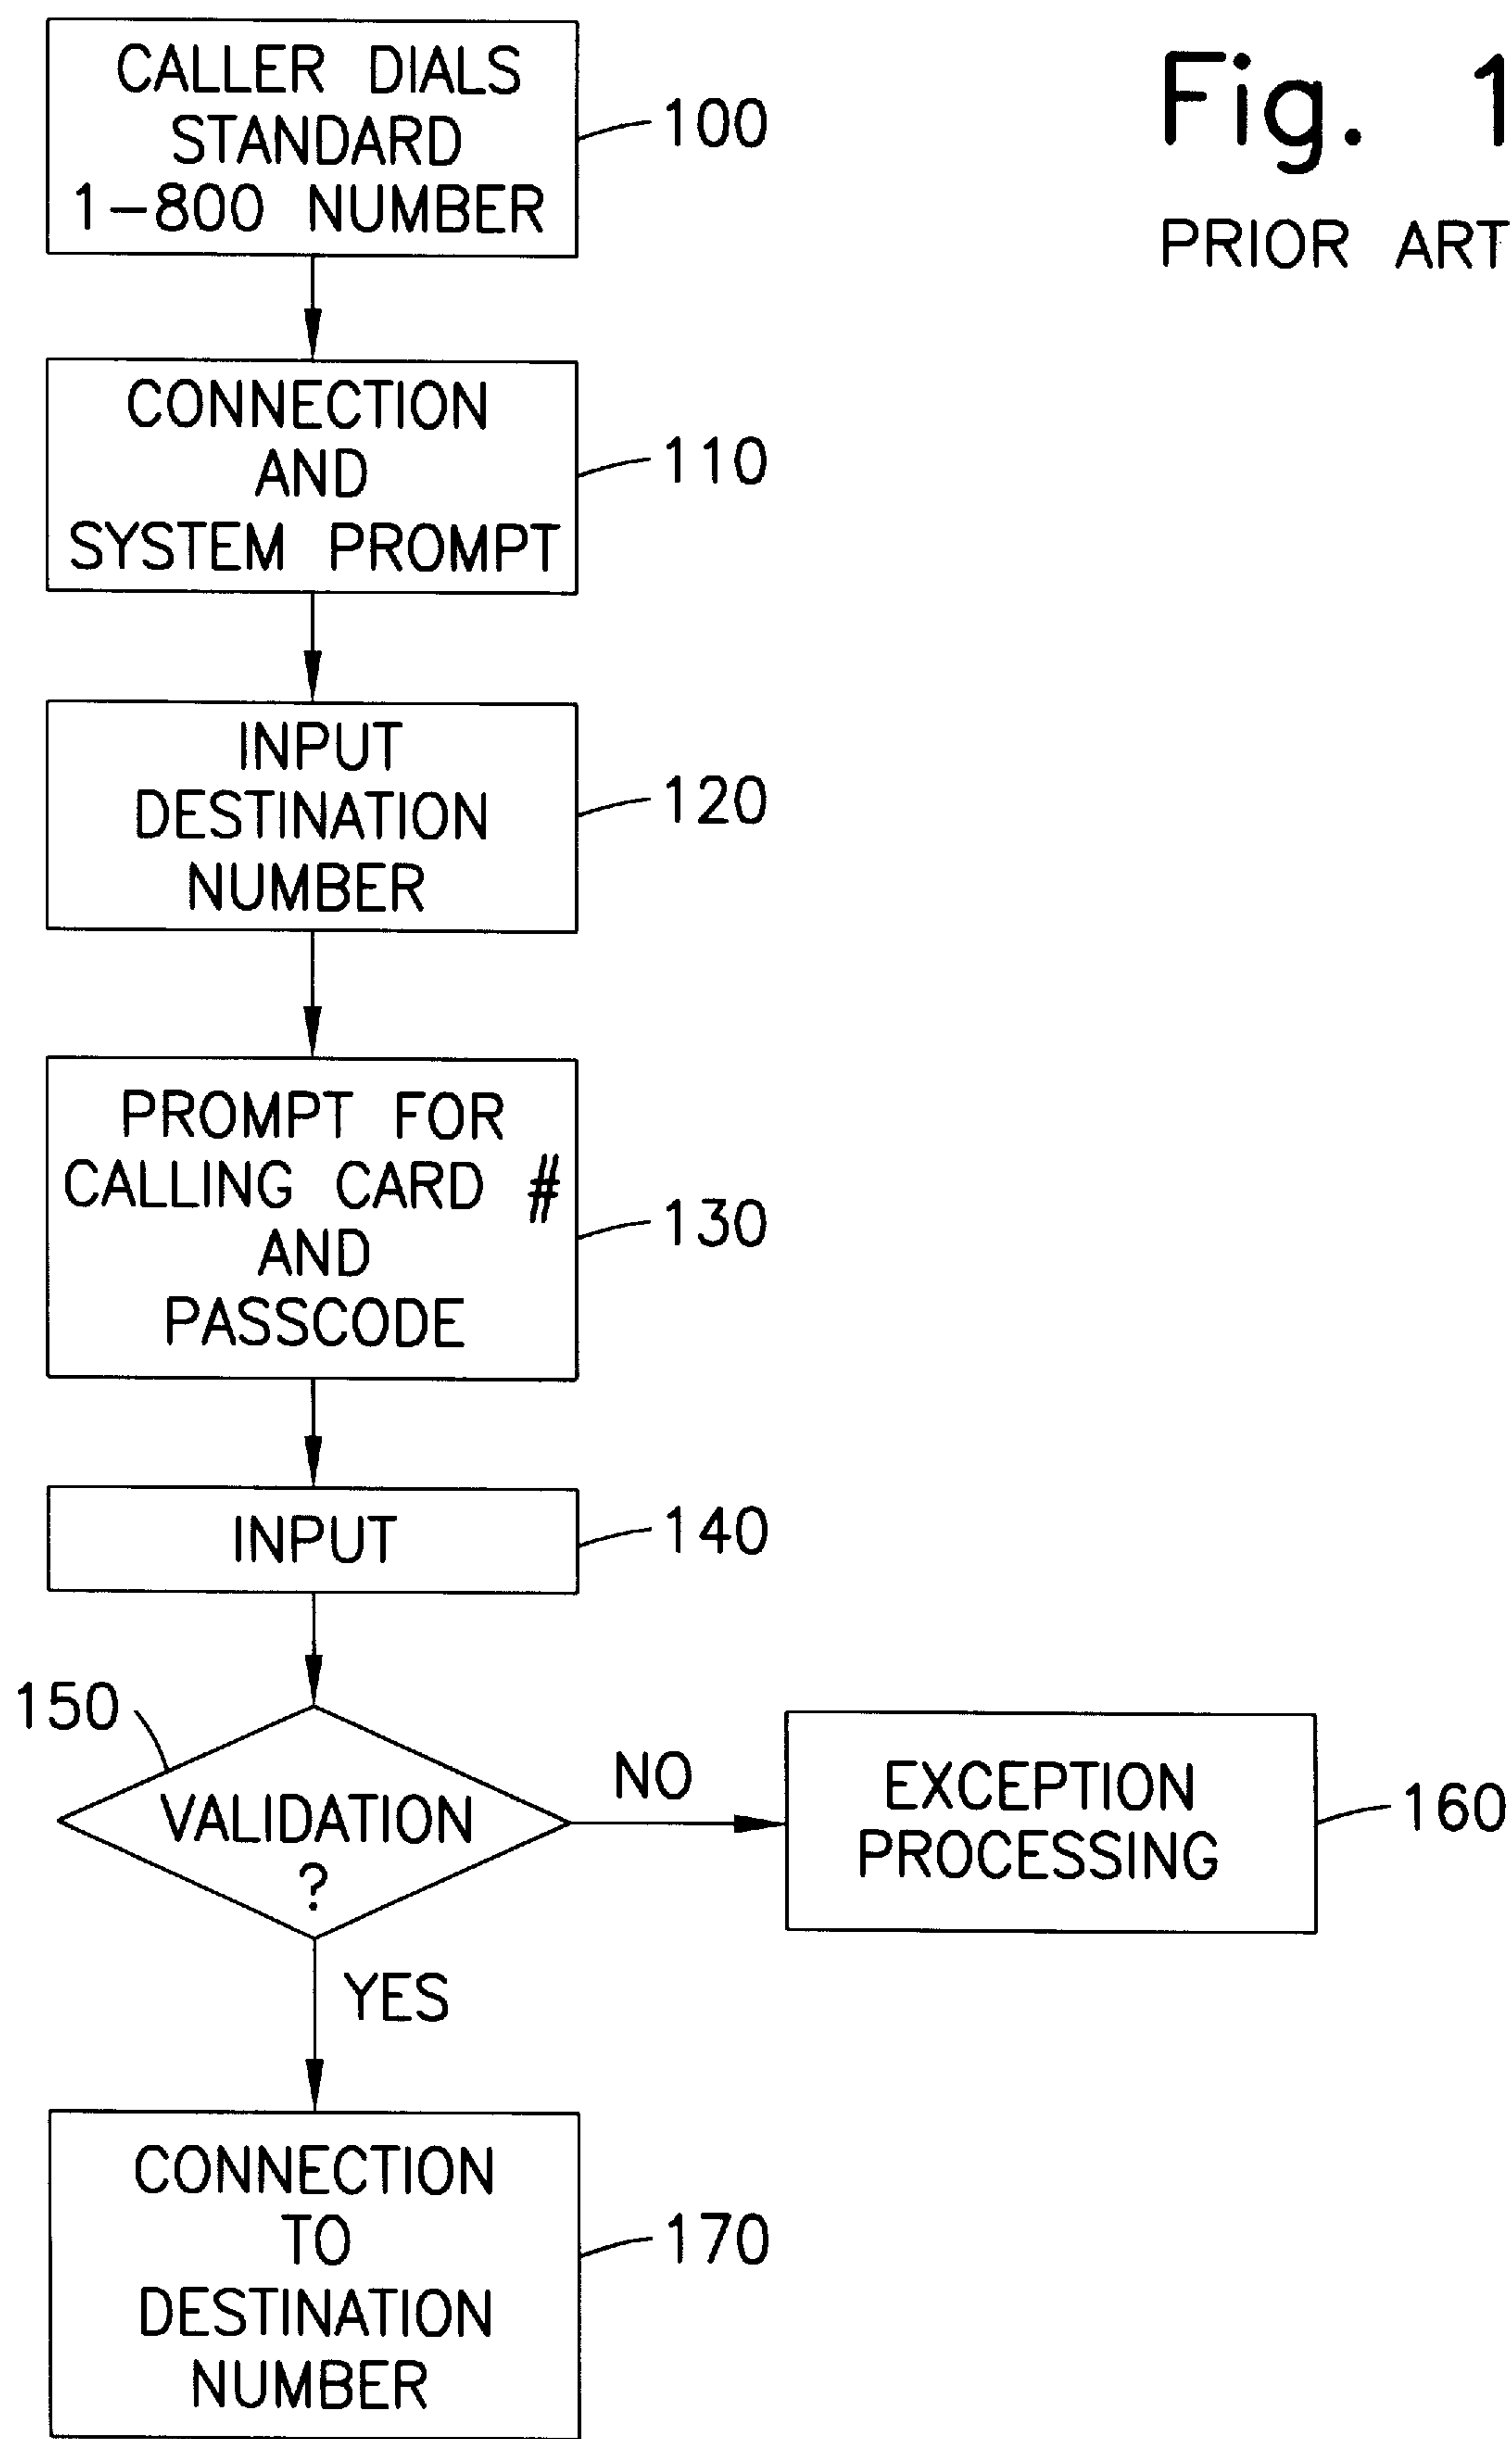 Fig. 1
PRIOR ART
CALLER DIALS
STANDARD
1-800 NUMBER
100
CONNECTION
AND
SYSTEM PROMPT
110
INPUT
DESTINATION
NUMBER
120
PROMPT FOR
CALLING CARD #
AND
PASSCODE
130
INPUT
140
150
VALIDATION
?
NO
EXCEPTION
PROCESSING
160
YES
CONNECTION
TO
DESTINATION
NUMBER
170